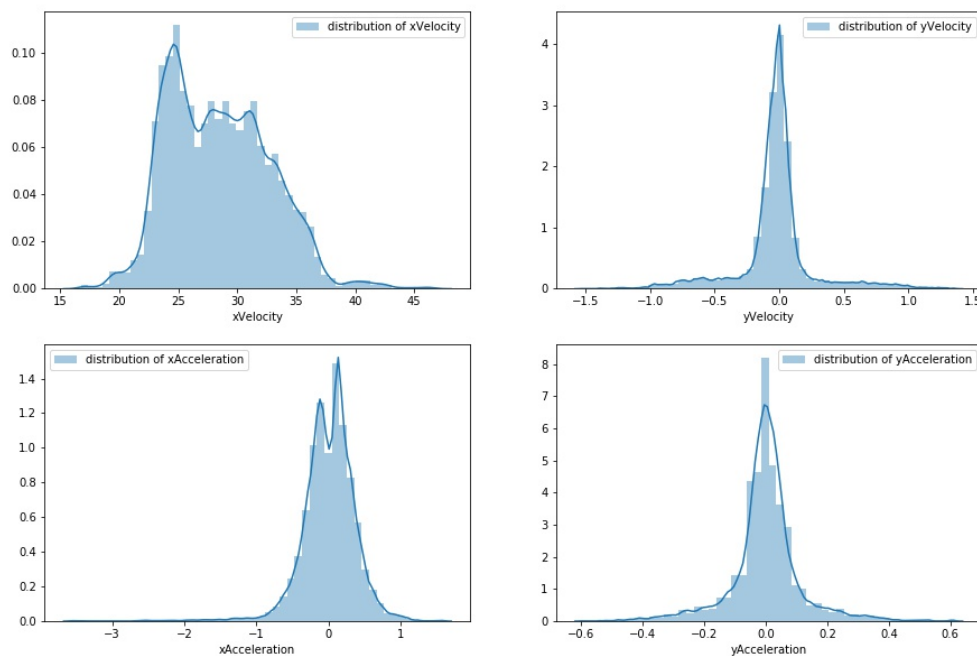 distribution of xVelocity
0.10
0.08
0.06
0.04
0.02
0.00
15 20 25 30 35 40 45
xVelocity
distribution of yVelocity
4
3
2
1
0
−1.5 −1.0 −0.5 0.0 0.5 1.0 1.5
yVelocity
distribution of xAcceleration
1.4
1.2
1.0
0.8
0.6
0.4
0.2
0.0
−3 −2 −1 0 1
xAcceleration
distribution of yAcceleration
8
7
6
5
4
3
2
1
0
−0.6 −0.4 −0.2 0.0 0.2 0.4 0.6
yAcceleration